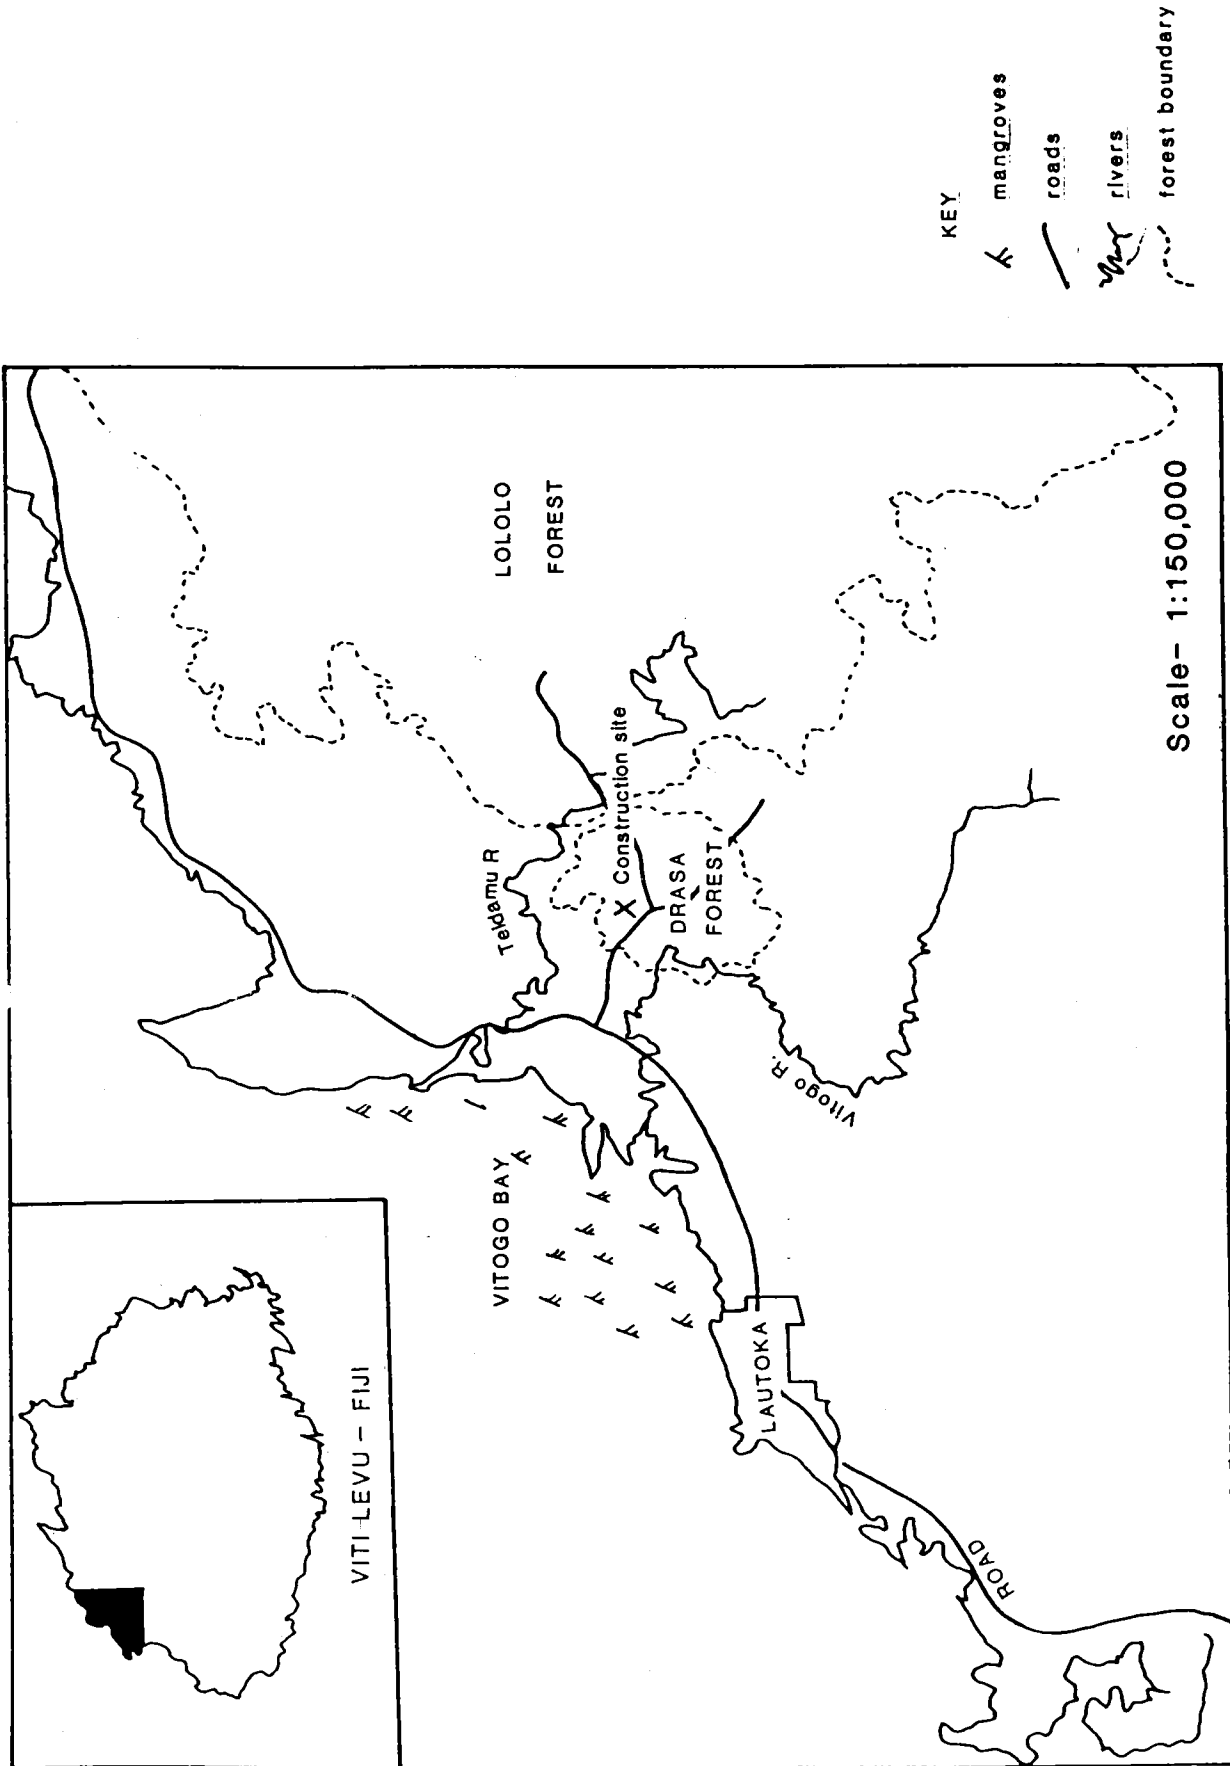 VITI-LEVU - FIJI
VITOGO BAY
Teidamu R
LOLOLO
FOREST
X Construction site
DRASA
FOREST
LAUTOKA
Vitogo R.
ROAD
Scale- 1:150,000
KEY
mangroves
roads
rivers
forest boundary